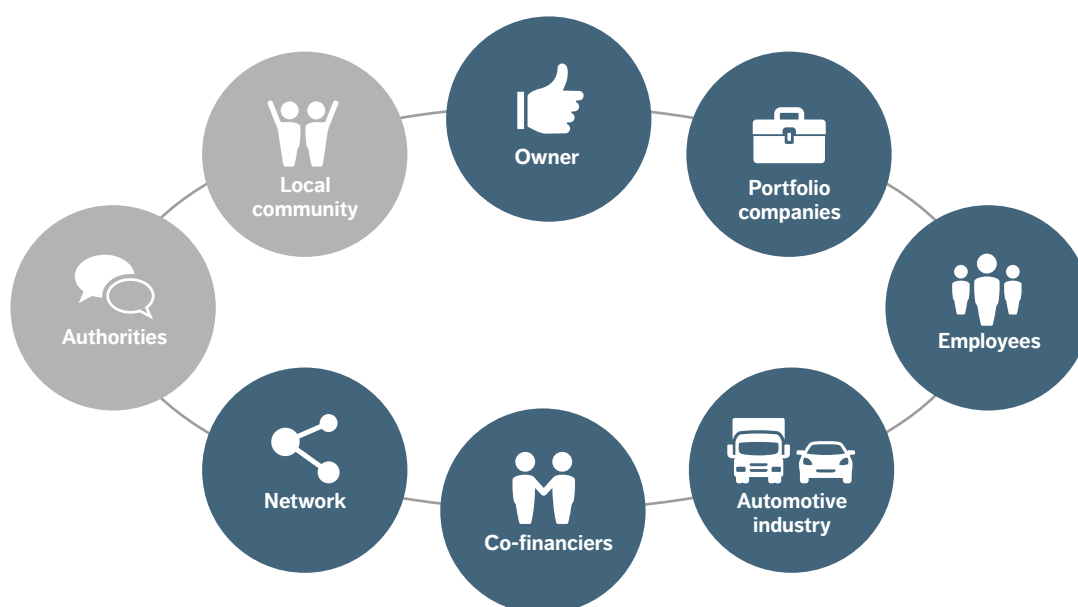 Owner
Portfolio
companies
Employees
Automotive
industry
Co-financiers
Network
Authorities
Local
community